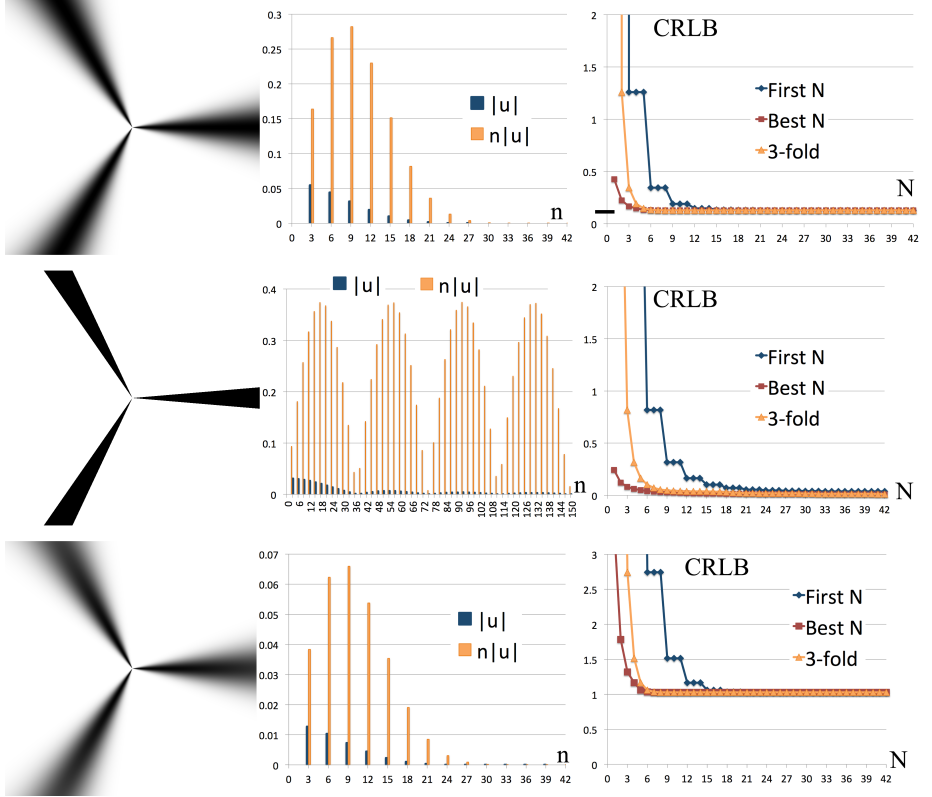 0.3
0.25
0.2
0.15
0.1
0.05
0
|u|
n|u|
n
0 3 6 9 12 15 18 21 24 27 30 33 36 39 42
2
1.5
1
0.5
0
CRLB
First N
Best N
3-fold
N
0 3 6 9 12 15 18 21 24 27 30 33 36 39 42
|u| n|u|
0.4
0.3
0.2
0.1
0
n
0 6 12 18 24 30 36 42 48 54 60 66 72 78 84 90 96 102 108 114 120 126 132 138 144 150
2
1.5
1
0.5
0
CRLB
First N
Best N
3-fold
N
0 3 6 9 12 15 18 21 24 27 30 33 36 39 42
0.07
0.06
0.05
0.04
0.03
0.02
0.01
0
|u|
n|u|
n
0 3 6 9 12 15 18 21 24 27 30 33 36 39 42
3
2.5
2
1.5
1
0.5
0
CRLB
First N
Best N
3-fold
N
0 3 6 9 12 15 18 21 24 27 30 33 36 39 42